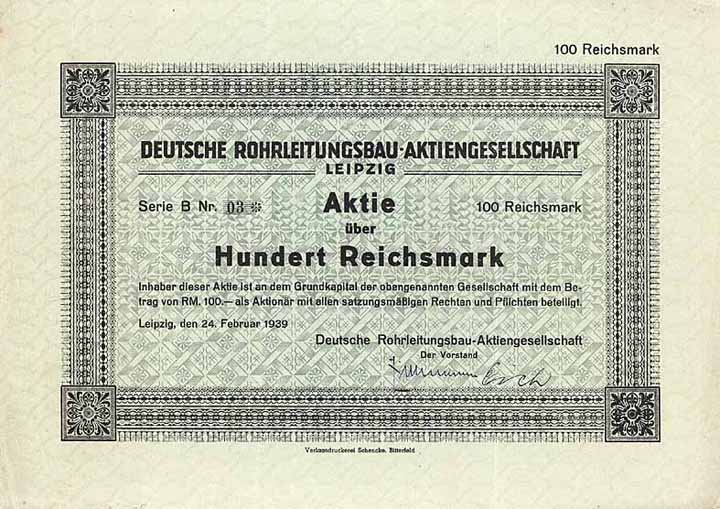 100 Reichsmark
DEUTSCHE ROHRLEITUNGSBAU-AKTIENGESELLSCHAFT
LEIPZIG
Serie B Nr. 03* Aktie 100 Reichsmark
über
Hundert Reichsmark
Inhaber dieser Aktie ist an dem Grundkapital der obengenannten Gesellschaft mit dem Be-
trag von RM. 100.— als Aktionär mit allen satzungsmäßigen Rechten und Pflichten beteiligt.
Leipzig, den 24. Februar 1939
Deutsche Rohrleitungsbau-Aktiengesellschaft
Der Vorstand
Verlagsdruckerei Schencke, Bitterfeld